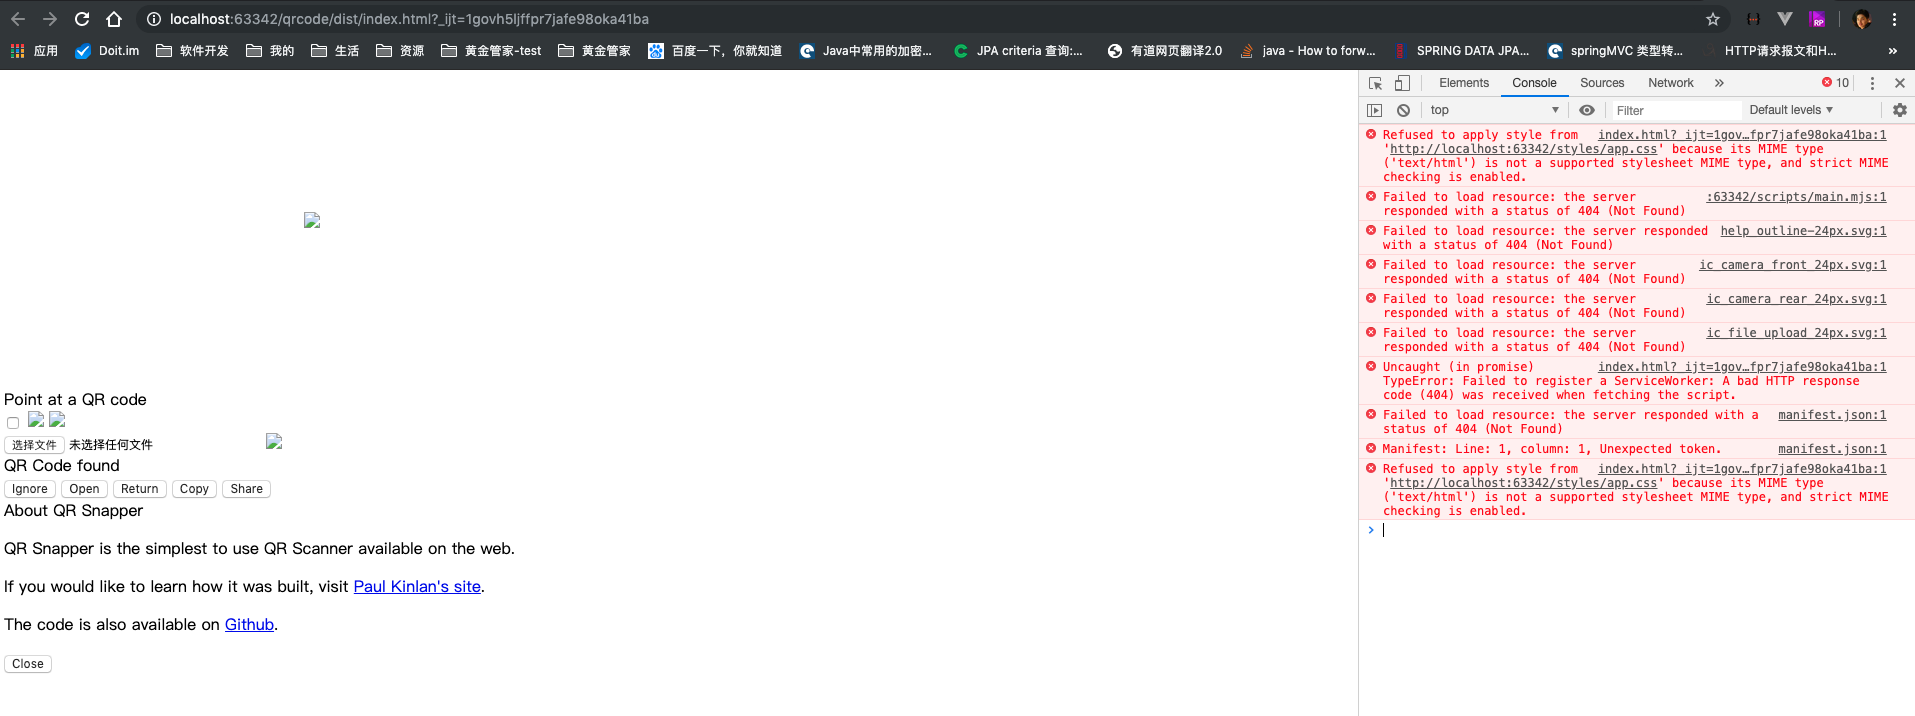 localhost:63342/qrcode/dist/index.html?_ijt=1govh5ljffpr7jafe98oka41ba
应用 Doit.im 软件开发 我的 生活 资源 黄金管家-test 黄金管家 百度一下，你就知道 Java中常用的加密... JPA criteria 查询:... 有道网页翻译2.0 java - How to forw... SPRING DATA JPA... springMVC 类型转... HTTP请求报文和H... »
Elements Console Sources Network » 10
top Filter Default levels
Refused to apply style from index.html?_ijt=1gov…fpr7jafe98oka41ba:1
'http://localhost:63342/styles/app.css' because its MIME type
('text/html') is not a supported stylesheet MIME type, and strict MIME
checking is enabled.
Failed to load resource: the server :63342/scripts/main.mjs:1
responded with a status of 404 (Not Found)
Failed to load resource: the server responded help_outline-24px.svg:1
with a status of 404 (Not Found)
Failed to load resource: the server ic_camera_front_24px.svg:1
responded with a status of 404 (Not Found)
Failed to load resource: the server ic_camera_rear_24px.svg:1
responded with a status of 404 (Not Found)
Failed to load resource: the server ic_file_upload_24px.svg:1
responded with a status of 404 (Not Found)
Uncaught (in promise) index.html?_ijt=1gov…fpr7jafe98oka41ba:1
TypeError: Failed to register a ServiceWorker: A bad HTTP response
code (404) was received when fetching the script.
Failed to load resource: the server responded with a manifest.json:1
status of 404 (Not Found)
Manifest: Line: 1, column: 1, Unexpected token. manifest.json:1
Refused to apply style from index.html?_ijt=1gov…fpr7jafe98oka41ba:1
'http://localhost:63342/styles/app.css' because its MIME type
('text/html') is not a supported stylesheet MIME type, and strict MIME
checking is enabled.
Point at a QR code
选择文件 未选择任何文件
QR Code found
Ignore Open Return Copy Share
About QR Snapper
QR Snapper is the simplest to use QR Scanner available on the web.
If you would like to learn how it was built, visit Paul Kinlan's site.
The code is also available on Github.
Close